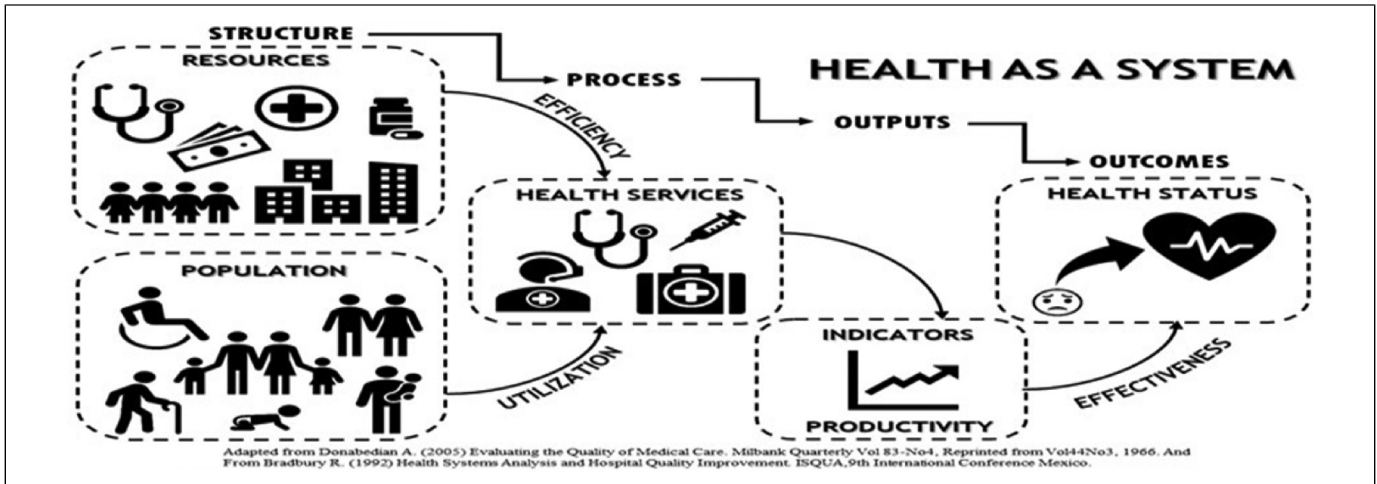 STRUCTURE
RESOURCES
PROCESS
HEALTH AS A SYSTEM
EFFICIENCY
OUTPUTS
OUTCOMES
HEALTH SERVICES
HEALTH STATUS
POPULATION
UTILIZATION
INDICATORS
PRODUCTIVITY
EFFECTIVENESS
Adapted from Donabedian A. (2005) Evaluating the Quality of Medical Care. Milbank Quarterly Vol 83-No4, Reprinted from Vol44No3, 1966. And
From Bradbury R. (1992) Health Systems Analysis and Hospital Quality Improvement. ISQUA,9th International Conference Mexico.